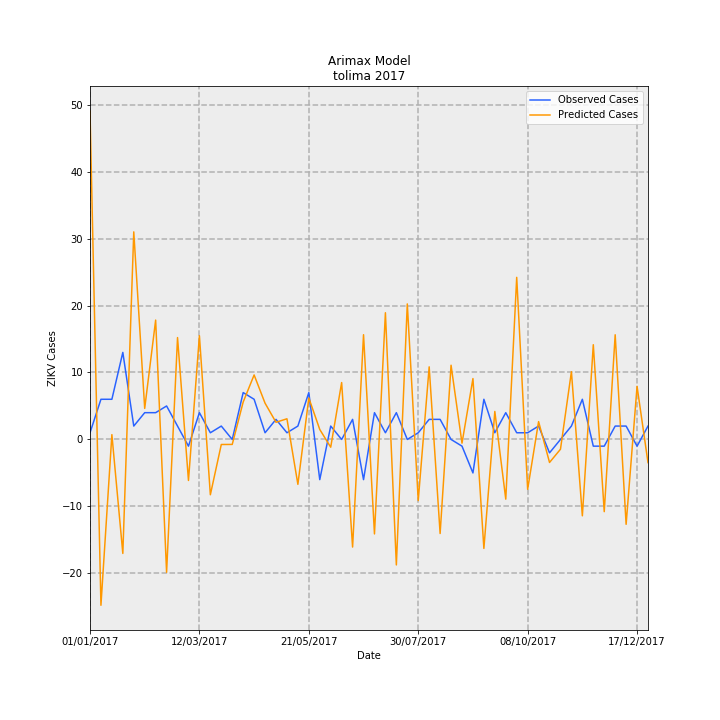 Arimax Model
tolima 2017
Observed Cases
Predicted Cases
ZIKV Cases
50
40
30
20
10
0
−10
−20
01/01/2017
12/03/2017
21/05/2017
30/07/2017
08/10/2017
17/12/2017
Date